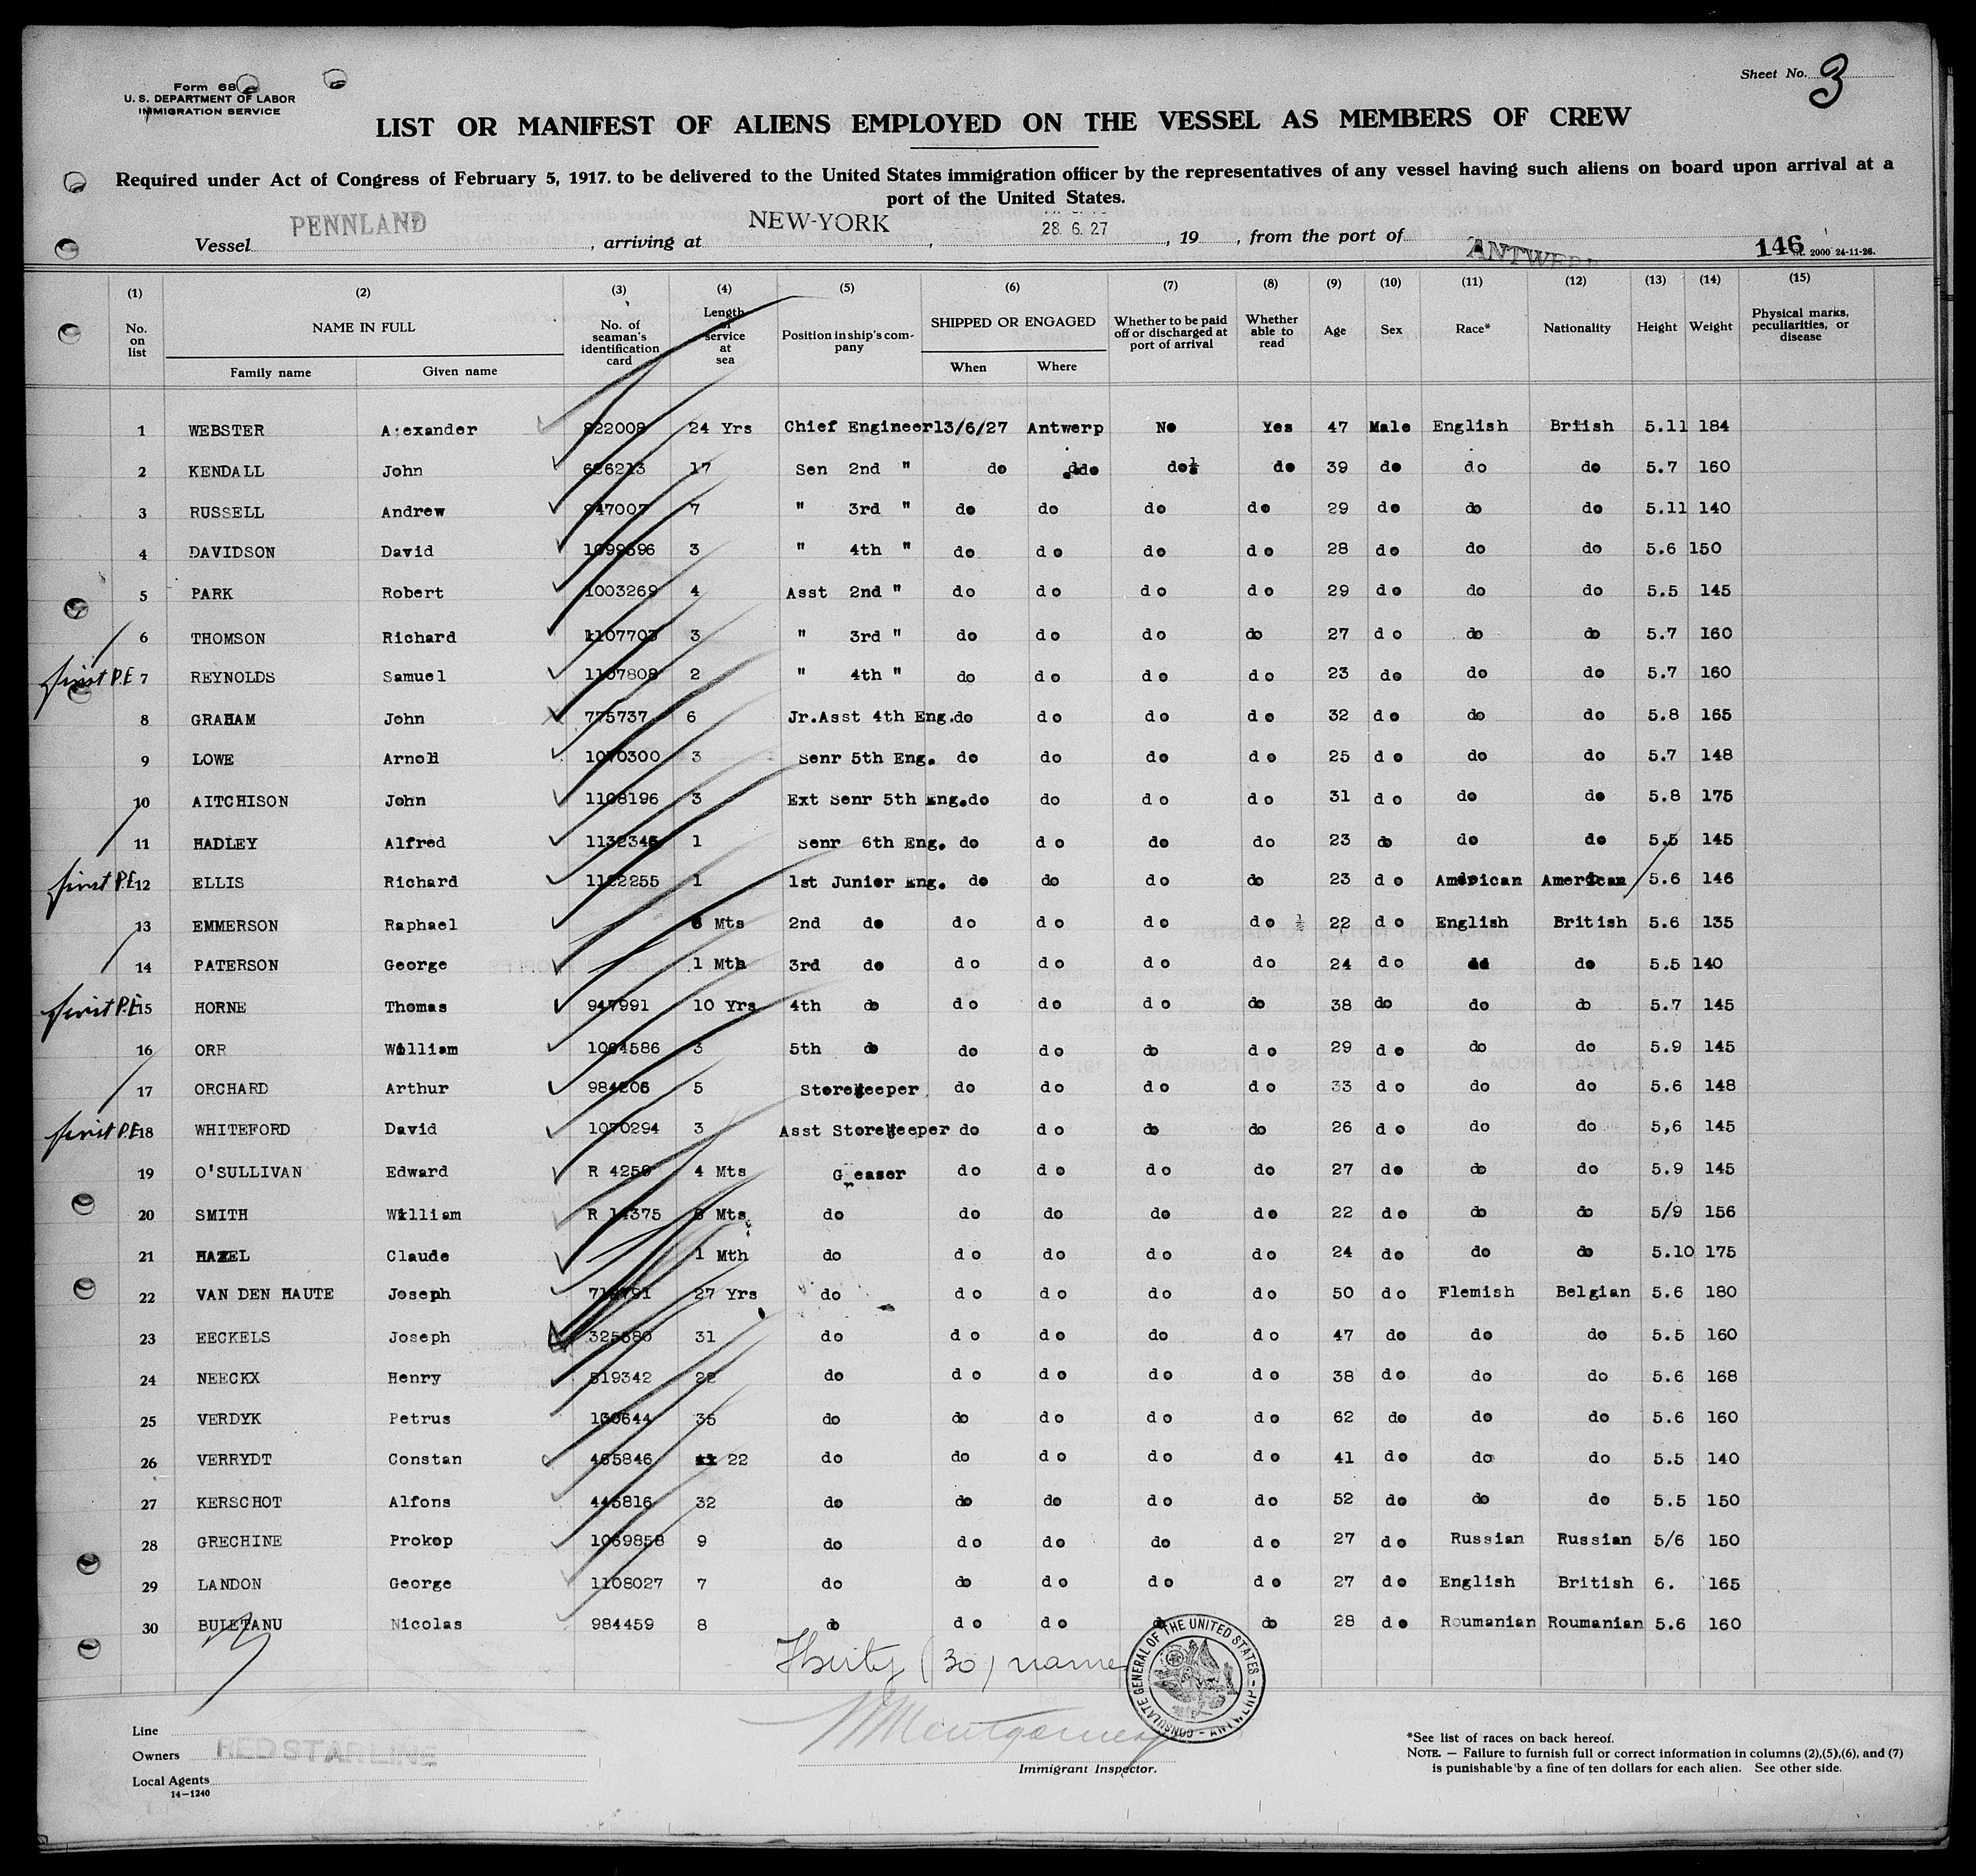 Sheet No. 3
Form 68
U. S. DEPARTMENT OF LABOR
IMMIGRATION SERVICE
LIST OR MANIFEST OF ALIENS EMPLOYED ON THE VESSEL AS MEMBERS OF CREW
Required under Act of Congress of February 5, 1917. to be delivered to the United States immigration officer by the representatives of any vessel having such aliens on board upon arrival at a
port of the United States.
Vessel PENNLAND, arriving at NEW-YORK, 28. 6. 27, 19 , from the port of ANTWERP 146 2000 24-11-26.
(1) (2) (3) (4) (5) (6) (7) (8) (9) (10) (11) (12) (13) (14) (15)
No. on list NAME IN FULL Family name Given name No. of seaman's identification card Length of service at sea Position in ship's company SHIPPED OR ENGAGED When Where Whether to be paid off or discharged at port of arrival Whether able to read Age Sex Race* Nationality Height Weight Physical marks, peculiarities, or disease
1 WEBSTER A:exander 822008 24 Yrs Chief Engineer 13/6/27 Antwerp No Yes 47 Male English Briish 5.11 184
2 KENDALL John 626213 17 Sen 2nd " do do do do 39 do do do 5.7 160
3 RUSSELL Andrew 947007 7 " 3rd " do do do do 29 do do do 5.11 140
4 DAVIDSON David 1099696 3 " 4th " do do do do 28 do do do 5.6 150
5 PARK Robert 1003269 4 Asst 2nd " do do do do 29 do do do 5.5 145
6 THOMSON Richard 1107703 3 " 3rd " do do do do 27 do do do 5.7 160
first P.E 7 REYNOLDS Samuel 1107808 2 " 4th " do do do do 23 do do do 5.7 160
8 GRAHAM John 775737 6 Jr.Asst 4th Eng. do do do do 32 do do do 5.8 165
9 LOWE Arnold 1070300 3 Senr 5th Eng. do do do do 25 do do do 5.7 148
10 AITCHISON John 1108196 3 Ext Senr 5th Eng. do do do do 31 do do do 5.8 175
11 HADLEY Alfred 1132345 1 Senr 6th Eng. do do do do 23 do do do 5.5 145
first P.E 12 ELLIS Richard 1122255 1 1st Junier Eng. do do do do 23 do American American 5.6 146
13 EMMERSON Raphael 6 Mts 2nd do do do do do 22 do English British 5.6 135
14 PATERSON George 1 Mth 3rd do do do do do 24 do dd do 5.5 140
first P.E 15 HORNE Thomas 947991 10 Yrs 4th do do do do do 38 do do do 5.7 145
16 ORR William 1064586 3 5th do do do do do 29 do do do 5.9 145
17 ORCHARD Arthur 984206 5 Storekeeper do do do do 33 do do do 5.6 148
first P.E 18 WHITEFORD David 1070294 3 Asst Storekeeper do do do do 26 do do do 5,6 145
19 O'SULLIVAN Edward R 4256 4 Mts Greaser do do do do 27 do do do 5.9 145
20 SMITH William R 14375 6 Mts do do do do do 22 do do do 5/9 156
21 HAZEL Claude 1 Mth do do do do do 24 do do do 5.10 175
22 VAN DEN HAUTE Joseph 27 Yrs do do do do do 50 do Flemish Belgian 5.6 180
23 EECKELS Joseph 325680 31 do do do do do 47 do do do 5.5 160
24 NEECKX Henry 519342 22 do do do do do 38 do do do 5.6 168
25 VERDYK Petrus 130644 35 do do do do do 62 do do do 5.6 160
26 VERRYDT Constan 465846 22 do do do do do 41 do do do 5.5 140
27 KERSCHOT Alfons 445816 32 do do do do do 52 do do do 5.5 150
28 GRECHINE Prokop 1069858 9 do do do do do 27 do Russian Russian 5/6 150
29 LANDON George 1108027 7 do do do do do 27 do English British 6. 165
30 BULETANU Nicolas 984459 8 do do do do do 28 do Roumanian Roumanian 5.6 160
Thirty (30) name
CONSULATE GENERAL OF THE UNITED STATES - ANTWERP -
Montgomery
Immigrant Inspector.
Line
Owners RED STAR LINE
Local Agents
14-1240
*See list of races on back hereof.
NOTE. — Failure to furnish full or correct information in columns (2),(5),(6), and (7)
is punishable by a fine of ten dollars for each alien. See other side.